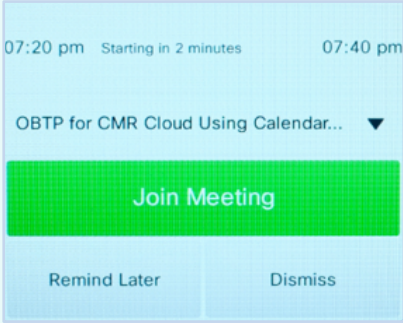 07:20 pm Starting in 2 minutes 07:40 pm
OBTP for CMR Cloud Using Calendar...
Join Meeting
Remind Later Dismiss